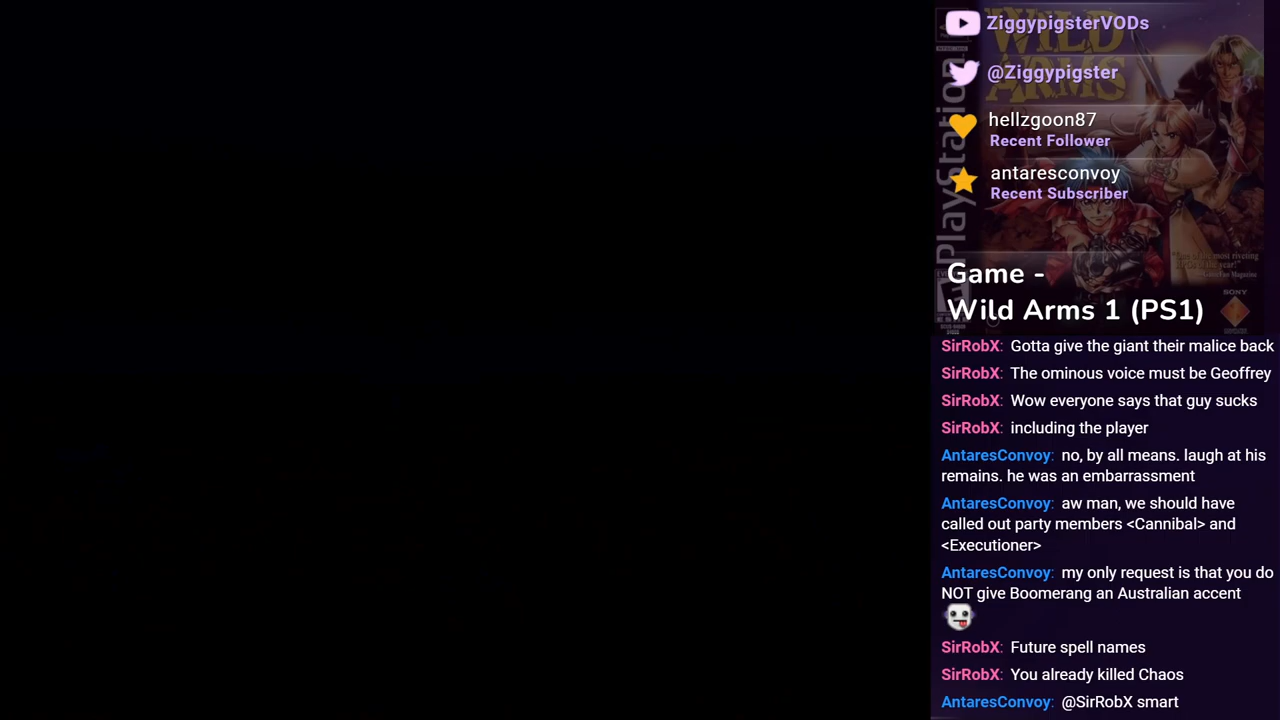 ZiggypigsterVODs
@Ziggypigster
hellzgoon87
Recent Follower
antaresconvoy
Recent Subscriber
WILD
ARMS
PlayStation
SONY
Game -
Wild Arms 1 (PS1)
SirRobX: Gotta give the giant their malice back
SirRobX: The ominous voice must be Geoffrey
SirRobX: Wow everyone says that guy sucks
SirRobX: including the player
AntaresConvoy: no, by all means. laugh at his
remains. he was an embarrassment
AntaresConvoy: aw man, we should have
called out party members <Cannibal> and
<Executioner>
AntaresConvoy: my only request is that you do
NOT give Boomerang an Australian accent
SirRobX: Future spell names
SirRobX: You already killed Chaos
AntaresConvoy: @SirRobX smart